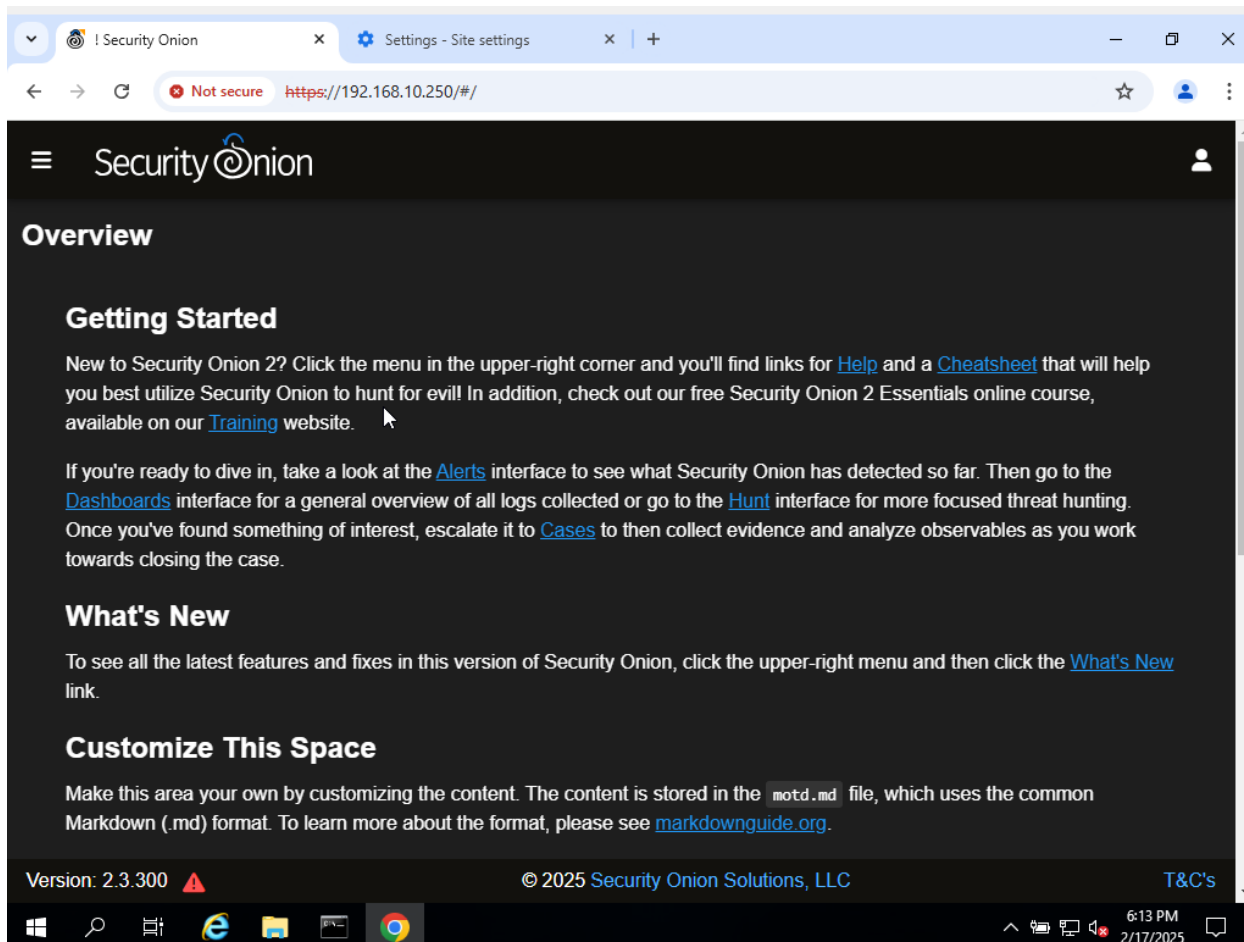 ! Security Onion
Settings - Site settings
Not secure
https://192.168.10.250/#/
Security Onion
Overview
Getting Started
New to Security Onion 2? Click the menu in the upper-right corner and you'll find links for Help and a Cheatsheet that will help
you best utilize Security Onion to hunt for evil! In addition, check out our free Security Onion 2 Essentials online course,
available on our Training website.
If you're ready to dive in, take a look at the Alerts interface to see what Security Onion has detected so far. Then go to the
Dashboards interface for a general overview of all logs collected or go to the Hunt interface for more focused threat hunting.
Once you've found something of interest, escalate it to Cases to then collect evidence and analyze observables as you work
towards closing the case.
What's New
To see all the latest features and fixes in this version of Security Onion, click the upper-right menu and then click the What's New
link.
Customize This Space
Make this area your own by customizing the content. The content is stored in the motd.md file, which uses the common
Markdown (.md) format. To learn more about the format, please see markdownguide.org.
Version: 2.3.300
© 2025 Security Onion Solutions, LLC
T&C's
6:13 PM
2/17/2025